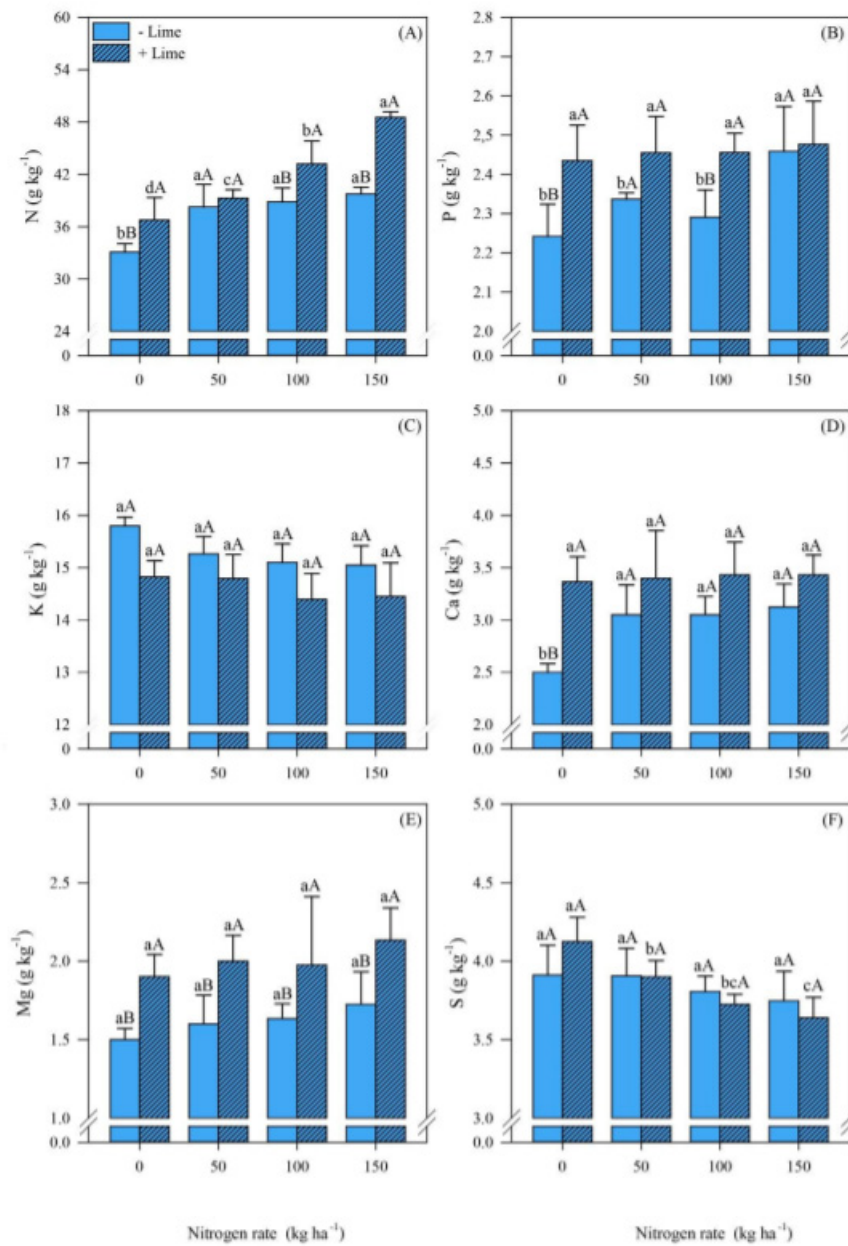 60
54
48
42
36
30
24
0
N (g kg⁻¹)
- Lime
+ Lime
(A)
bB
dA
aA
cA
aB
bA
aB
aA
0
50
100
150
2.8
2.7
2.6
2.5
2.4
2.3
2.2
2.1
2.0
0.0
P (g kg⁻¹)
(B)
bB
aA
bA
aA
bB
aA
aA
aA
0
50
100
150
18
17
16
15
14
13
12
0
K (g kg⁻¹)
(C)
aA
aA
aA
aA
aA
aA
aA
aA
0
50
100
150
5.0
4.5
4.0
3.5
3.0
2.5
2.0
0.0
Ca (g kg⁻¹)
(D)
bB
aA
aA
aA
aA
aA
aA
aA
0
50
100
150
3.0
2.5
2.0
1.5
1.0
0.0
Mg (g kg⁻¹)
(E)
aB
aA
aB
aA
aB
aA
aB
aA
0
50
100
150
Nitrogen rate (kg ha⁻¹)
5.0
4.5
4.0
3.5
3.0
0.0
S (g kg⁻¹)
(F)
aA
aA
aA
bA
aA
bcA
aA
cA
0
50
100
150
Nitrogen rate (kg ha⁻¹)